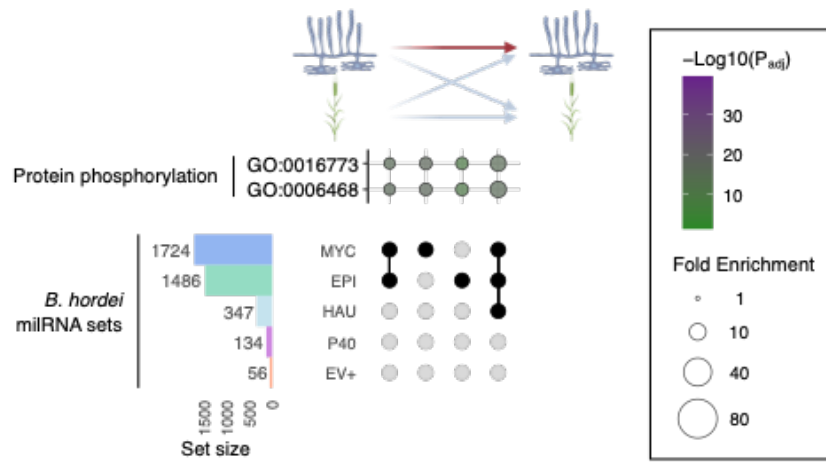 Protein phosphorylation
GO:0016773
GO:0006468
B. hordei
milRNA sets
1724
1486
347
134
56
1500
1000
500
0
Set size
MYC
EPI
HAU
P40
EV+
−Log10(Padj)
30
20
10
Fold Enrichment
1
10
40
80